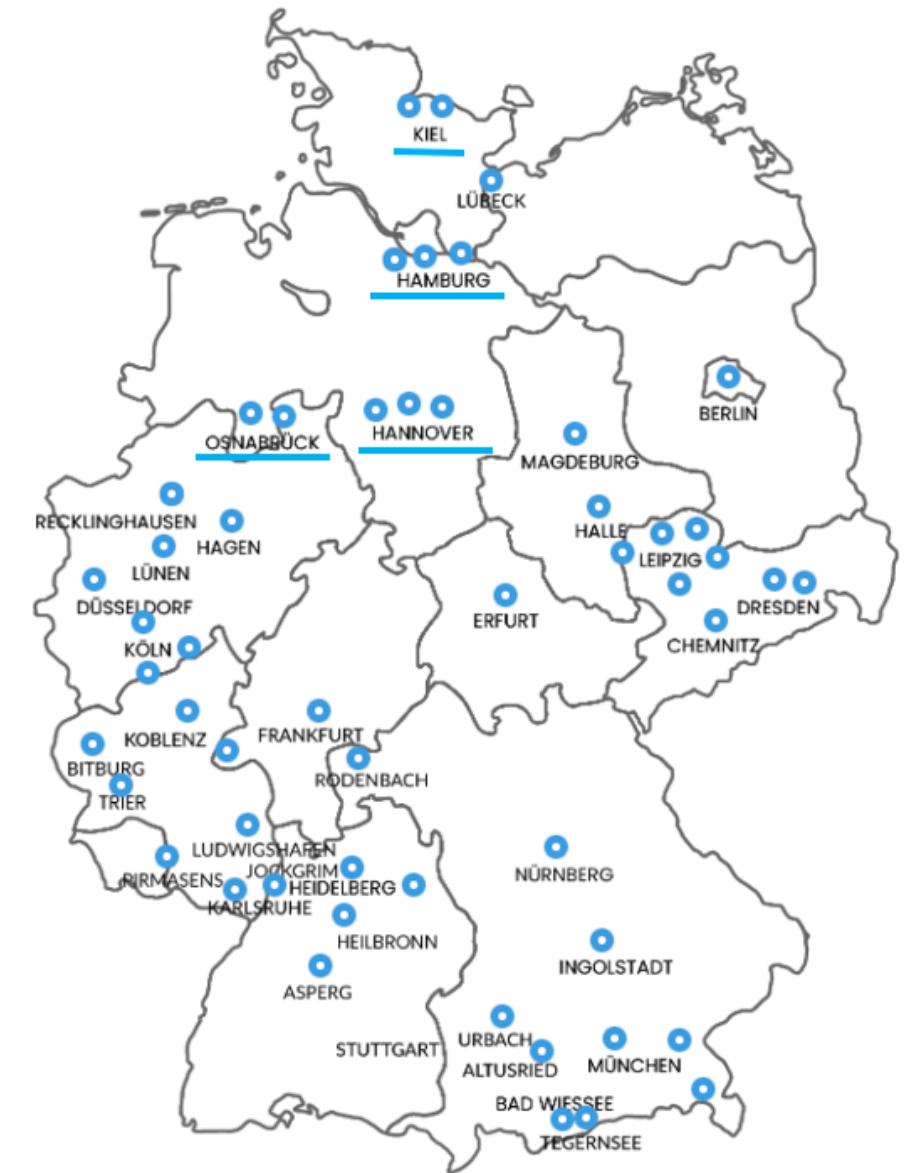 KIEL
LÜBECK
HAMBURG
BERLIN
OSNABRÜCK
HANNOVER
MAGDEBURG
RECKLINGHAUSEN
HAGEN
HALLE
LÜNEN
LEIPZIG
DÜSSELDORF
DRESDEN
ERFURT
KÖLN
CHEMNITZ
KOBLENZ
FRANKFURT
BITBURG
RODENBACH
TRIER
LUDWIGSHAFEN
JOCKGRIM
NÜRNBERG
PIRMASENS
HEIDELBERG
KARLSRUHE
HEILBRONN
INGOLSTADT
ASPERG
URBACH
STUTTGART
MÜNCHEN
ALTUSRIED
BAD WIESSEE
TEGERNSEE